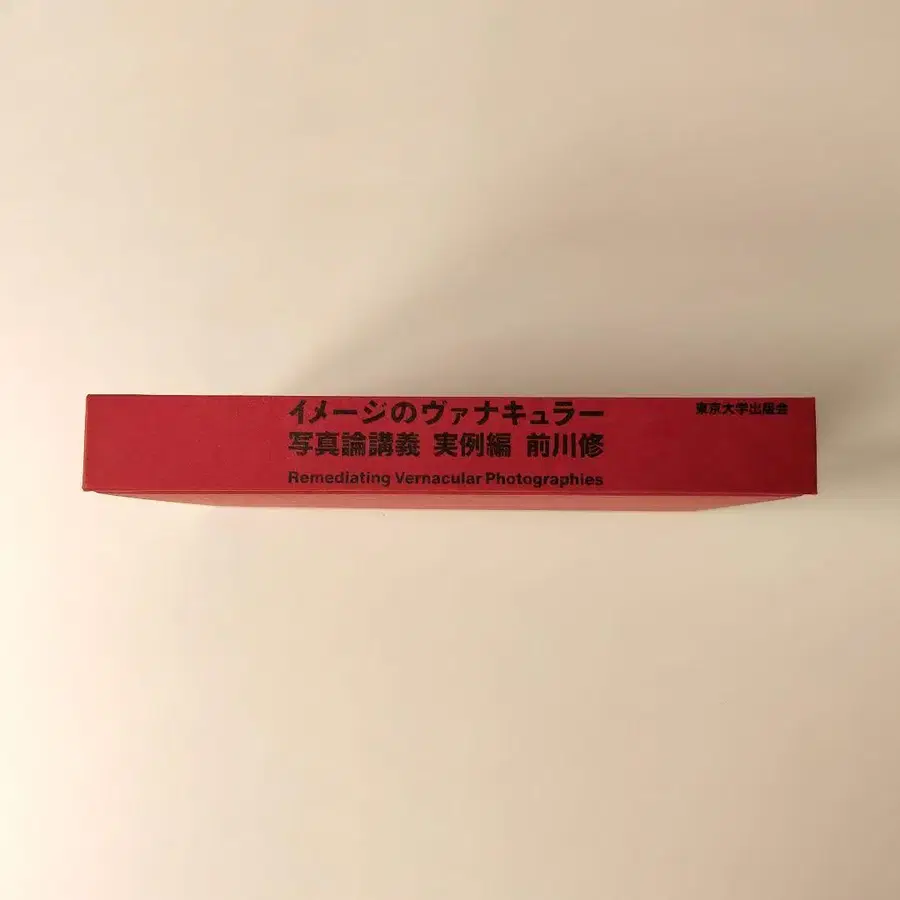 イメージのヴァナキュラー
写真論講義 実例編 前川修
Remediating Vernacular Photographies
東京大学出版会